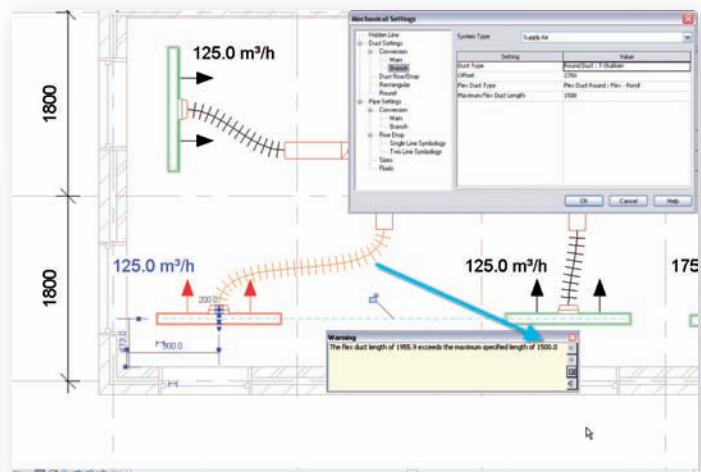 Mechanical Settings
Hidden Line
Duct Settings
Conversion
Main
Branch
Duct Rise/Drop
Rectangular
Round
Pipe Settings
Conversion
Main
Branch
Rise Drop
Single Line Symbology
Two Line Symbology
Sizes
Fluids
System Type: Supply Air
Setting Value
Duct Type Round Duct : T-Stukken
Offset 2750
Flex Duct Type Flex Duct Round : Flex - Rond
Maximum Flex Duct Length 1500
OK Cancel Help
125.0 m³/h
1800
1800
125.0 m³/h
125.0 m³/h
175
200.0
672.0
900.0
Warning
The flex duct length of 1955.9 exceeds the maximum specified length of 1500.0